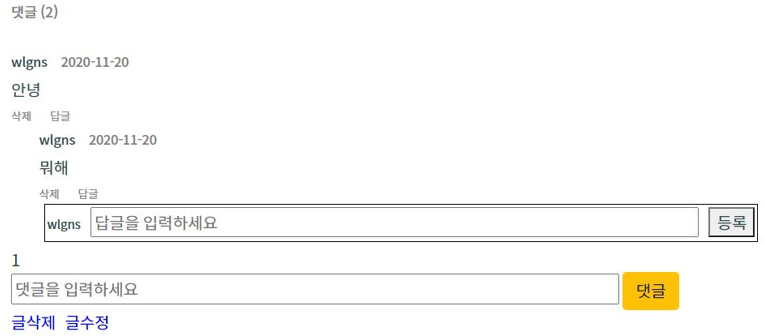 댓글 (2)
wlgns 2020-11-20
안녕
삭제 답글
wlgns 2020-11-20
뭐해
삭제 답글
wlgns 답글을 입력하세요 등록
1
댓글을 입력하세요 댓글
글삭제 글수정